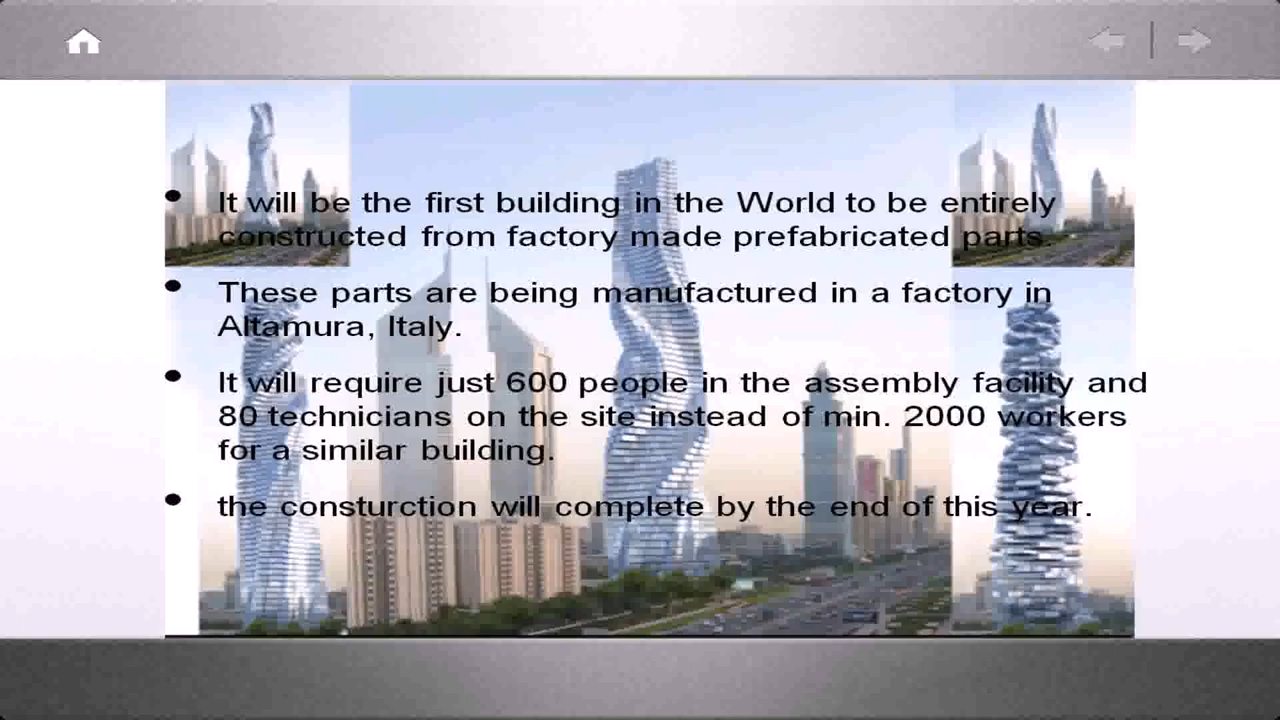 • It will be the first building in the World to be entirely
constructed from factory made prefabricated parts.
• These parts are being manufactured in a factory in
Altamura, Italy.
• It will require just 600 people in the assembly facility and
80 technicians on the site instead of min. 2000 workers
for a similar building.
• the consturction will complete by the end of this year.